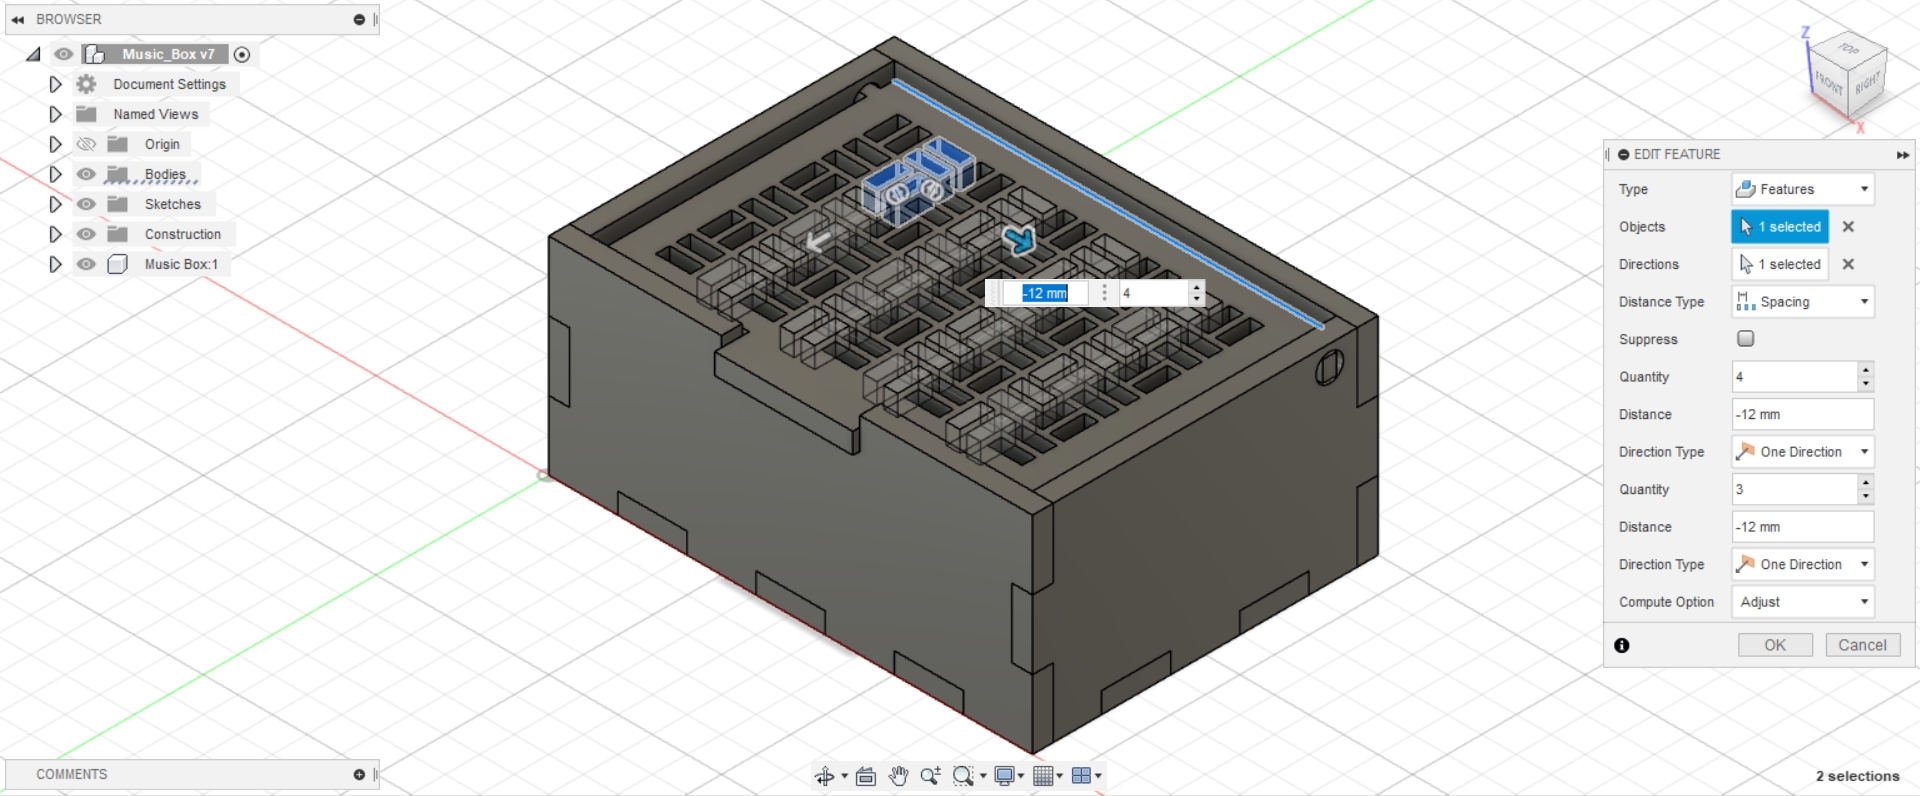 BROWSER
Music_Box v7
Document Settings
Named Views
Origin
Bodies
Sketches
Construction
Music Box:1
-12 mm
4
Z
TOP
FRONT
RIGHT
X
EDIT FEATURE
Type Features
Objects 1 selected
Directions 1 selected
Distance Type Spacing
Suppress
Quantity 4
Distance -12 mm
Direction Type One Direction
Quantity 3
Distance -12 mm
Direction Type One Direction
Compute Option Adjust
OK Cancel
COMMENTS
2 selections